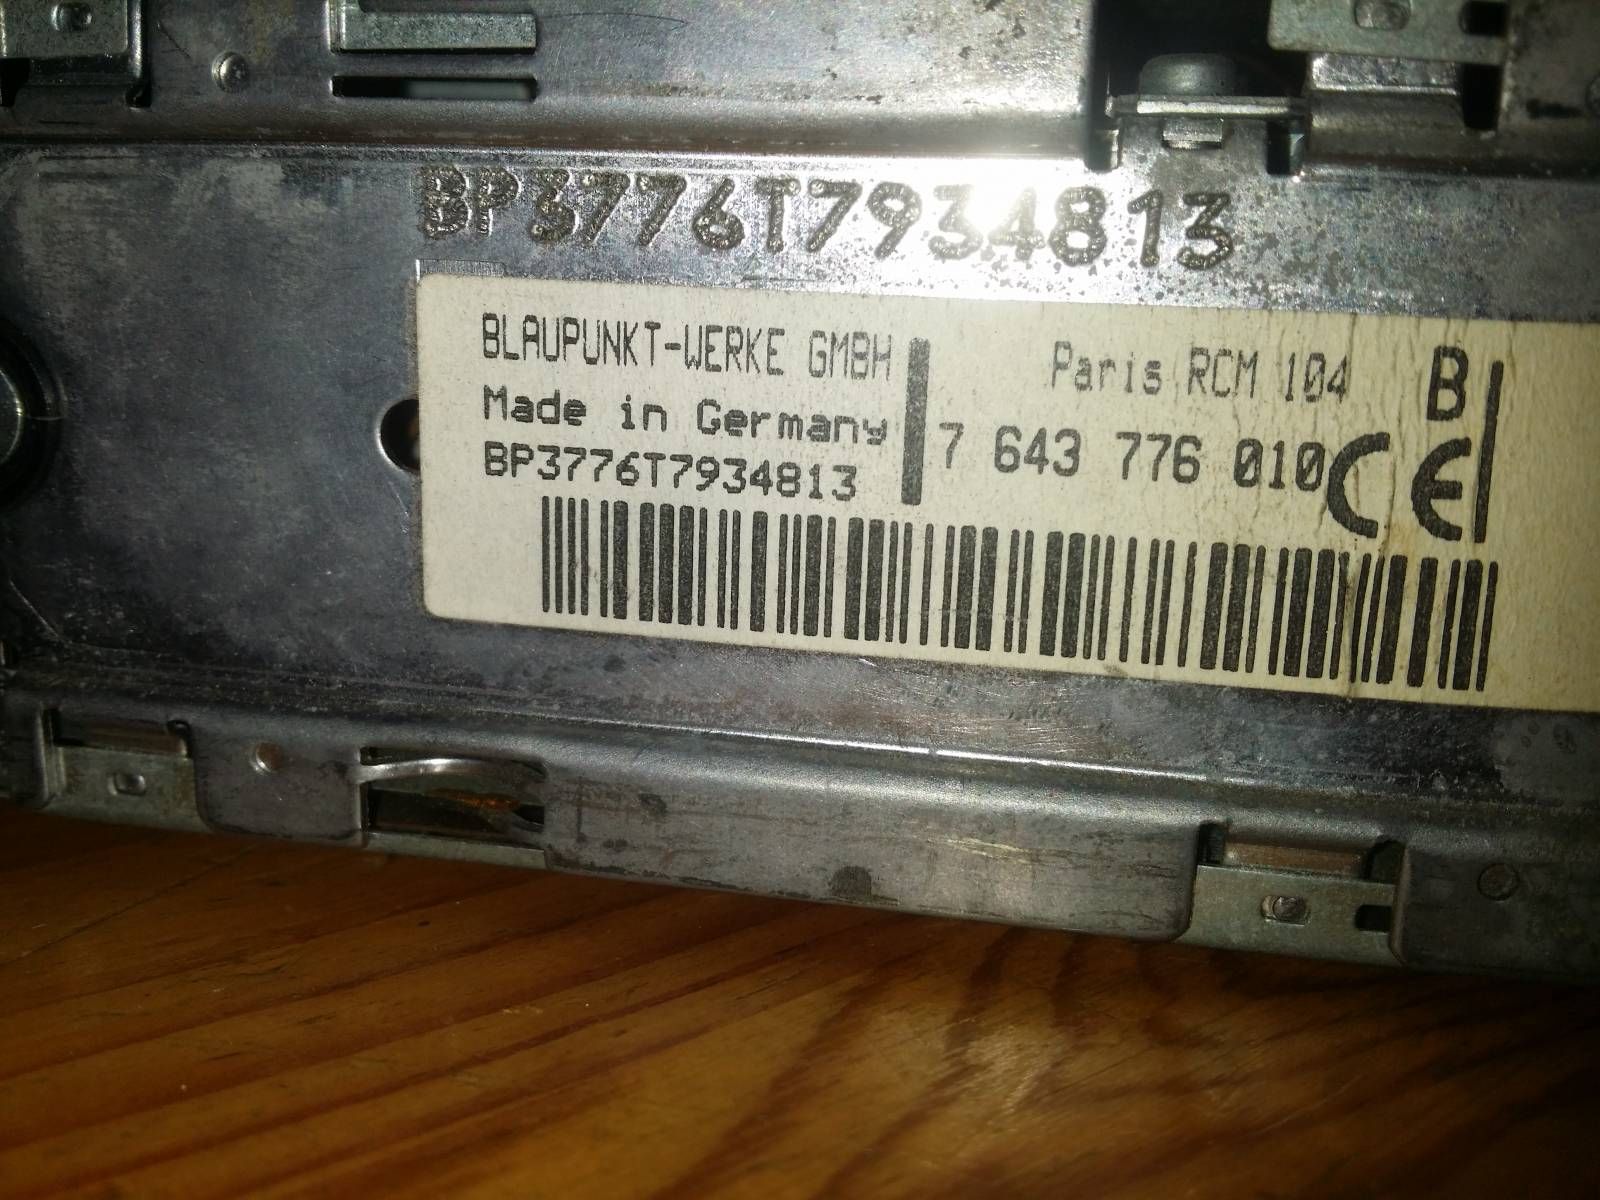 BP3776T7934813
BLAUPUNKT-WERKE GMBH
Made in Germany
BP3776T7934813
Paris RCM 104 B
7 643 776 010 CE